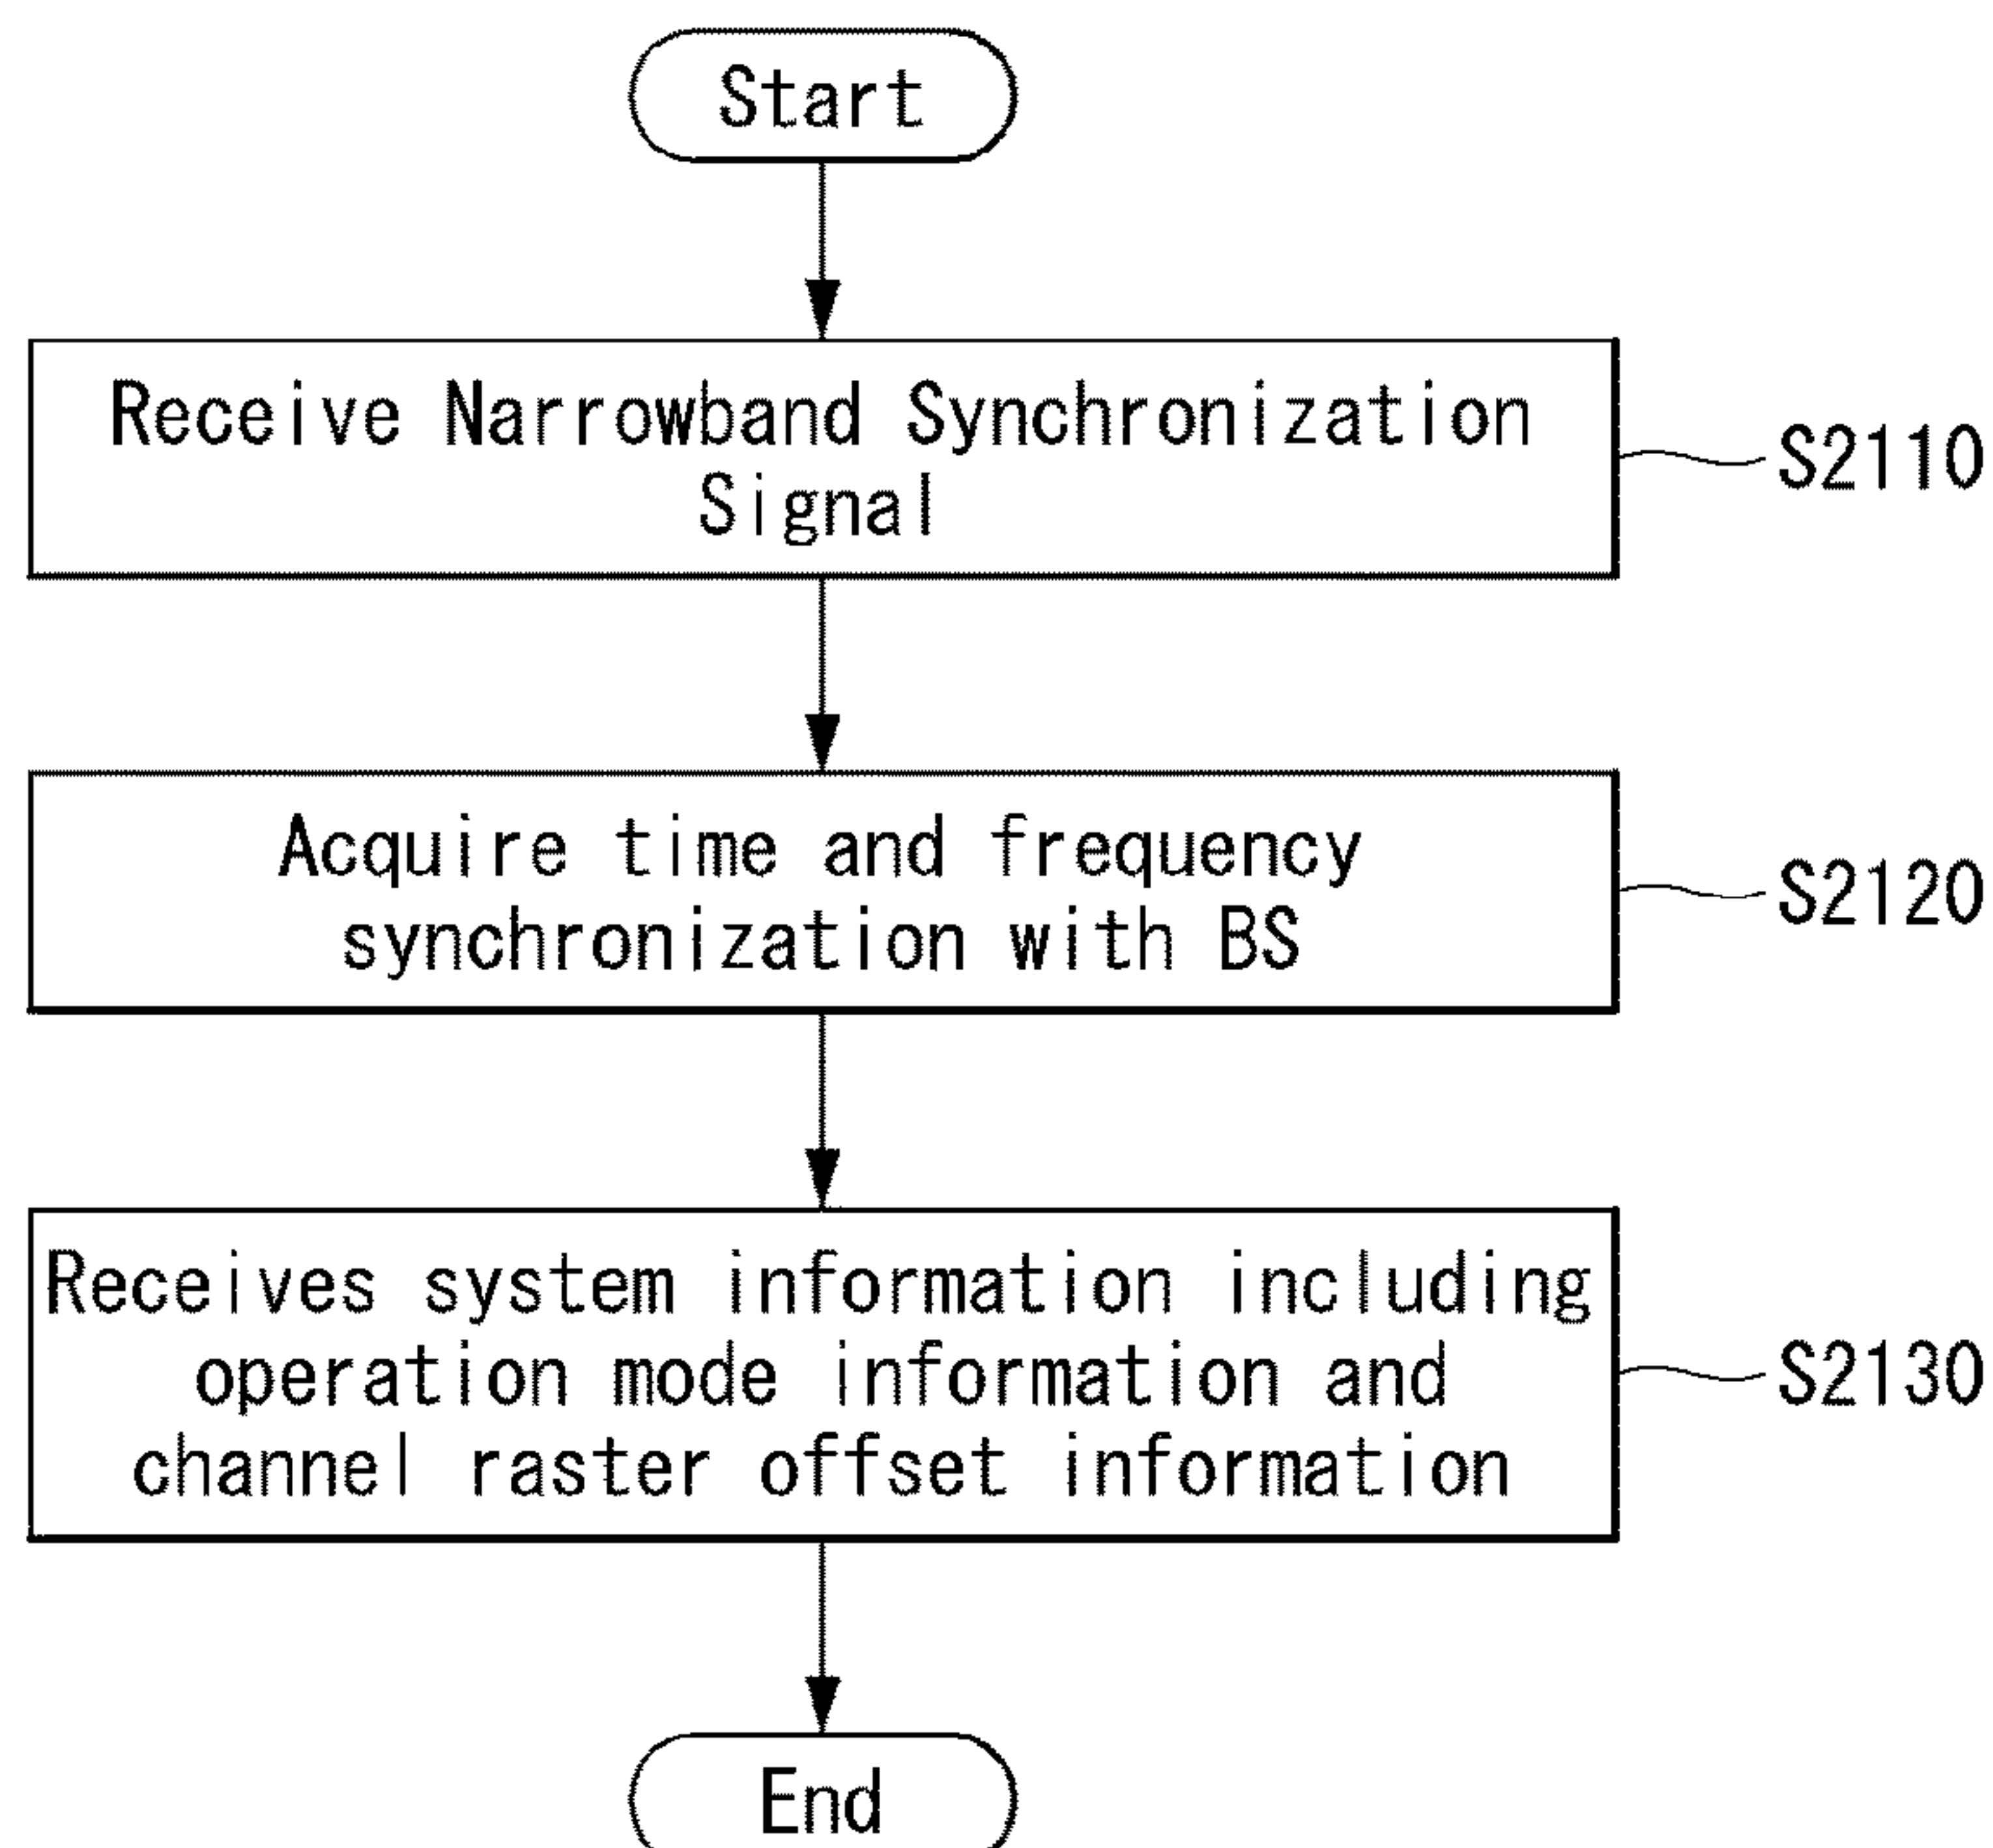 Start
Receive Narrowband Synchronization
Signal
S2110
Acquire time and frequency
synchronization with BS
S2120
Receives system information including
operation mode information and
channel raster offset information
S2130
End